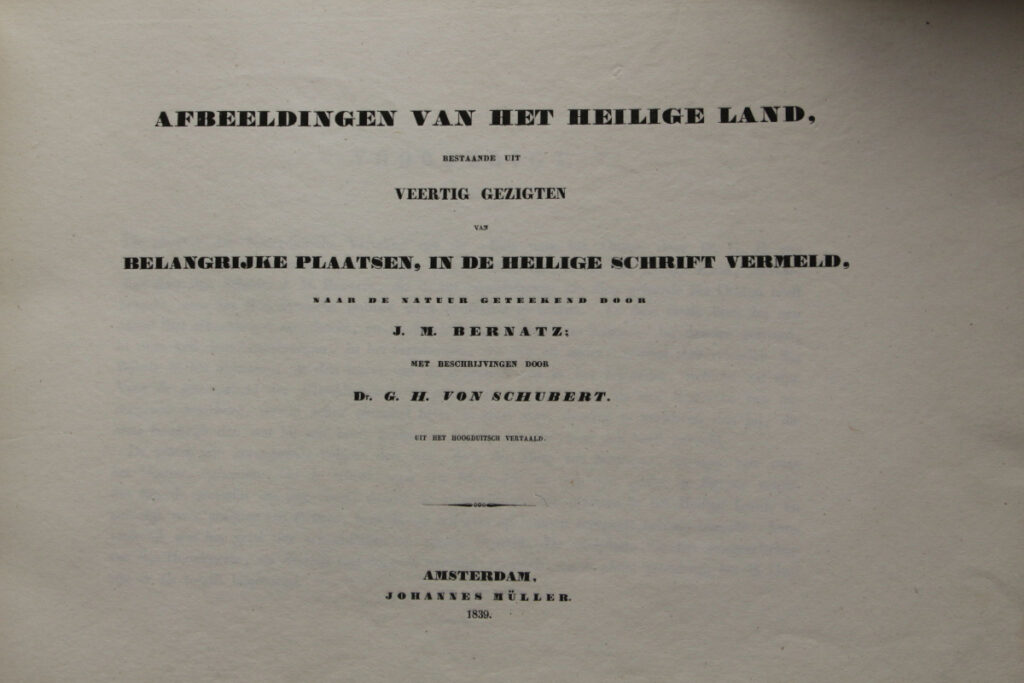 AFBEELDINGEN VAN HET HEILIGE LAND,
BESTAANDE UIT
VEERTIG GEZIGTEN
VAN
BELANGRIJKE PLAATSEN, IN DE HEILIGE SCHRIFT VERMELD,
NAAR DE NATUUR GETEEKEND DOOR
J. M. BERNATZ;
MET BESCHRIJVINGEN DOOR
Dr. G. H. VON SCHUBERT.
UIT HET HOOGDUITSCH VERTAALD.
AMSTERDAM,
JOHANNES MÜLLER.
1839.